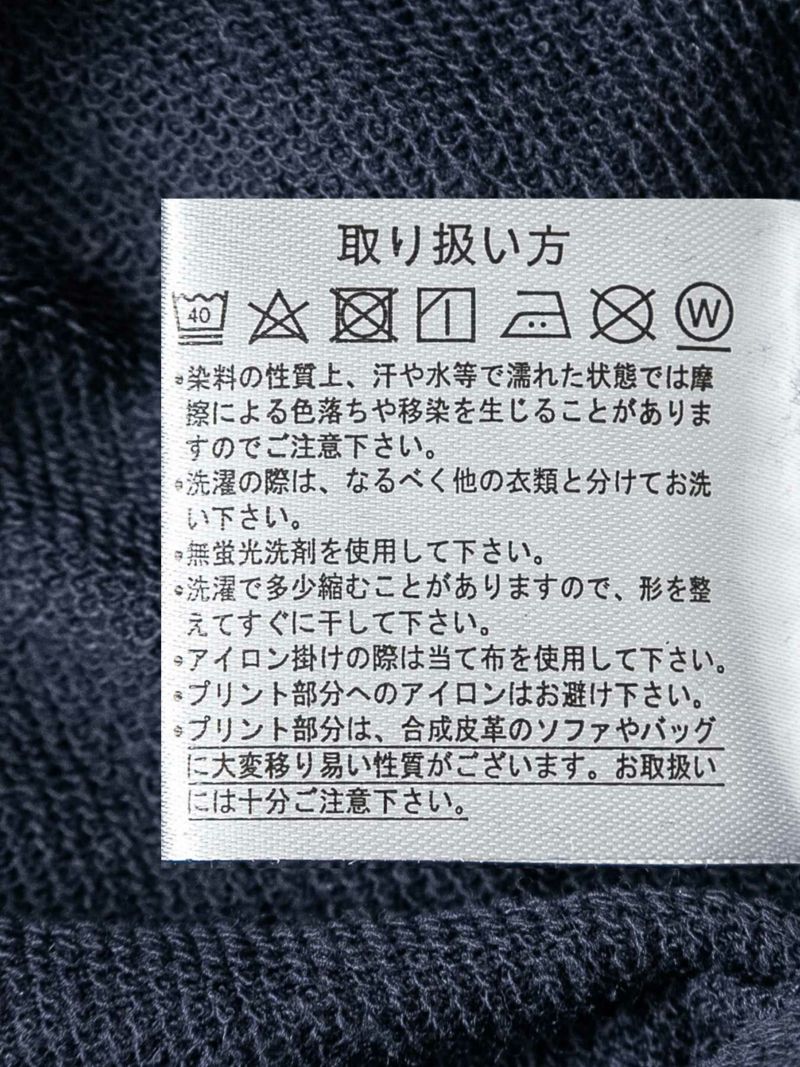 取り扱い方
40 W
•染料の性質上、汗や水等で濡れた状態では摩
擦による色落ちや移染を生じることがありま
すのでご注意下さい。
•洗濯の際は、なるべく他の衣類と分けてお洗
い下さい。
•無蛍光洗剤を使用して下さい。
•洗濯で多少縮むことがありますので、形を整
えてすぐに干して下さい。
•アイロン掛けの際は当て布を使用して下さい。
•プリント部分へのアイロンはお避け下さい。
•プリント部分は、合成皮革のソファやバッグ
に大変移り易い性質がございます。お取扱い
には十分ご注意下さい。